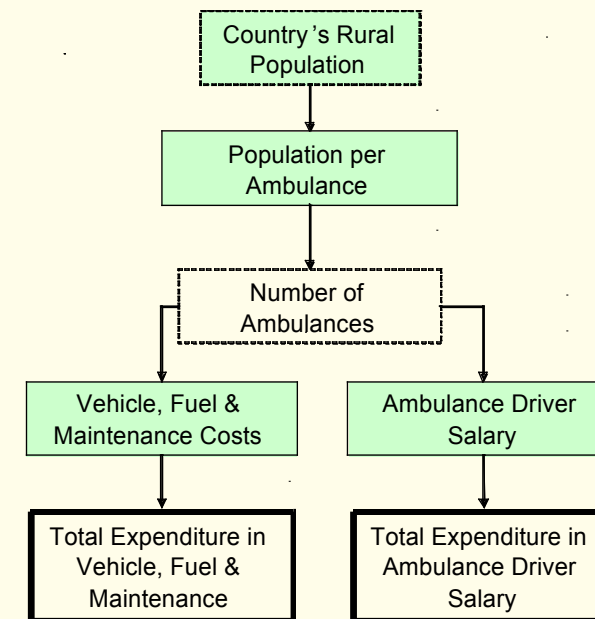 Country's Rural
Population
Population per
Ambulance
Number of
Ambulances
Vehicle, Fuel &
Maintenance Costs
Ambulance Driver
Salary
Total Expenditure in
Vehicle, Fuel &
Maintenance
Total Expenditure in
Ambulance Driver
Salary